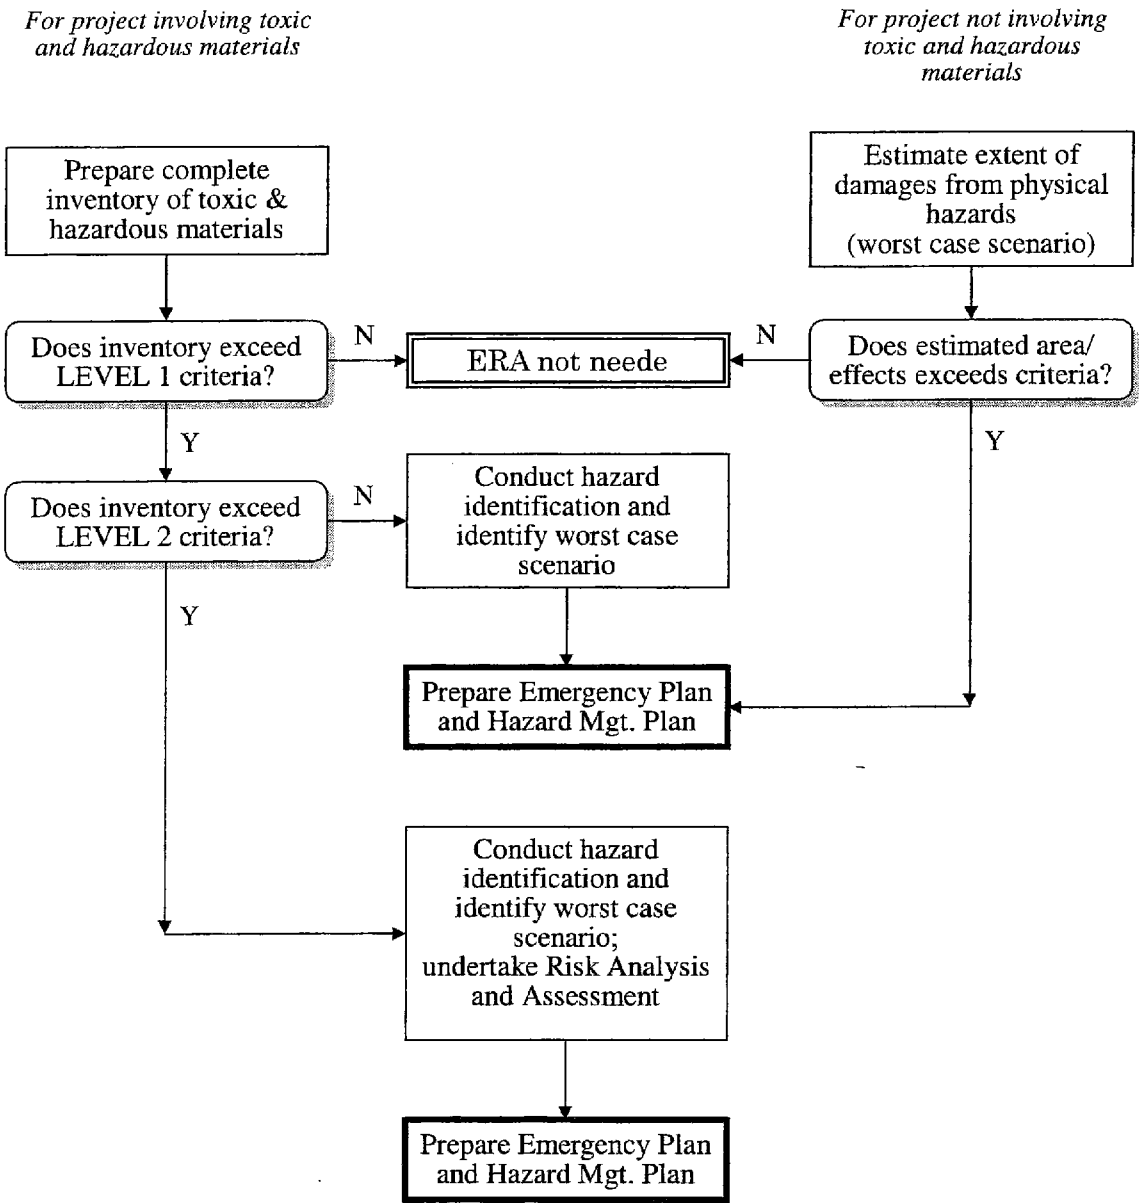 For project involving toxic
and hazardous materials
For project not involving
toxic and hazardous
materials
Prepare complete
inventory of toxic &
hazardous materials
Estimate extent of
damages from physical
hazards
(worst case scenario)
Does inventory exceed
LEVEL 1 criteria?
N
ERA not neede
N
Does estimated area/
effects exceeds criteria?
Y
Y
Does inventory exceed
LEVEL 2 criteria?
N
Conduct hazard
identification and
identify worst case
scenario
Y
Prepare Emergency Plan
and Hazard Mgt. Plan
Conduct hazard
identification and
identify worst case
scenario;
undertake Risk Analysis
and Assessment
Prepare Emergency Plan
and Hazard Mgt. Plan